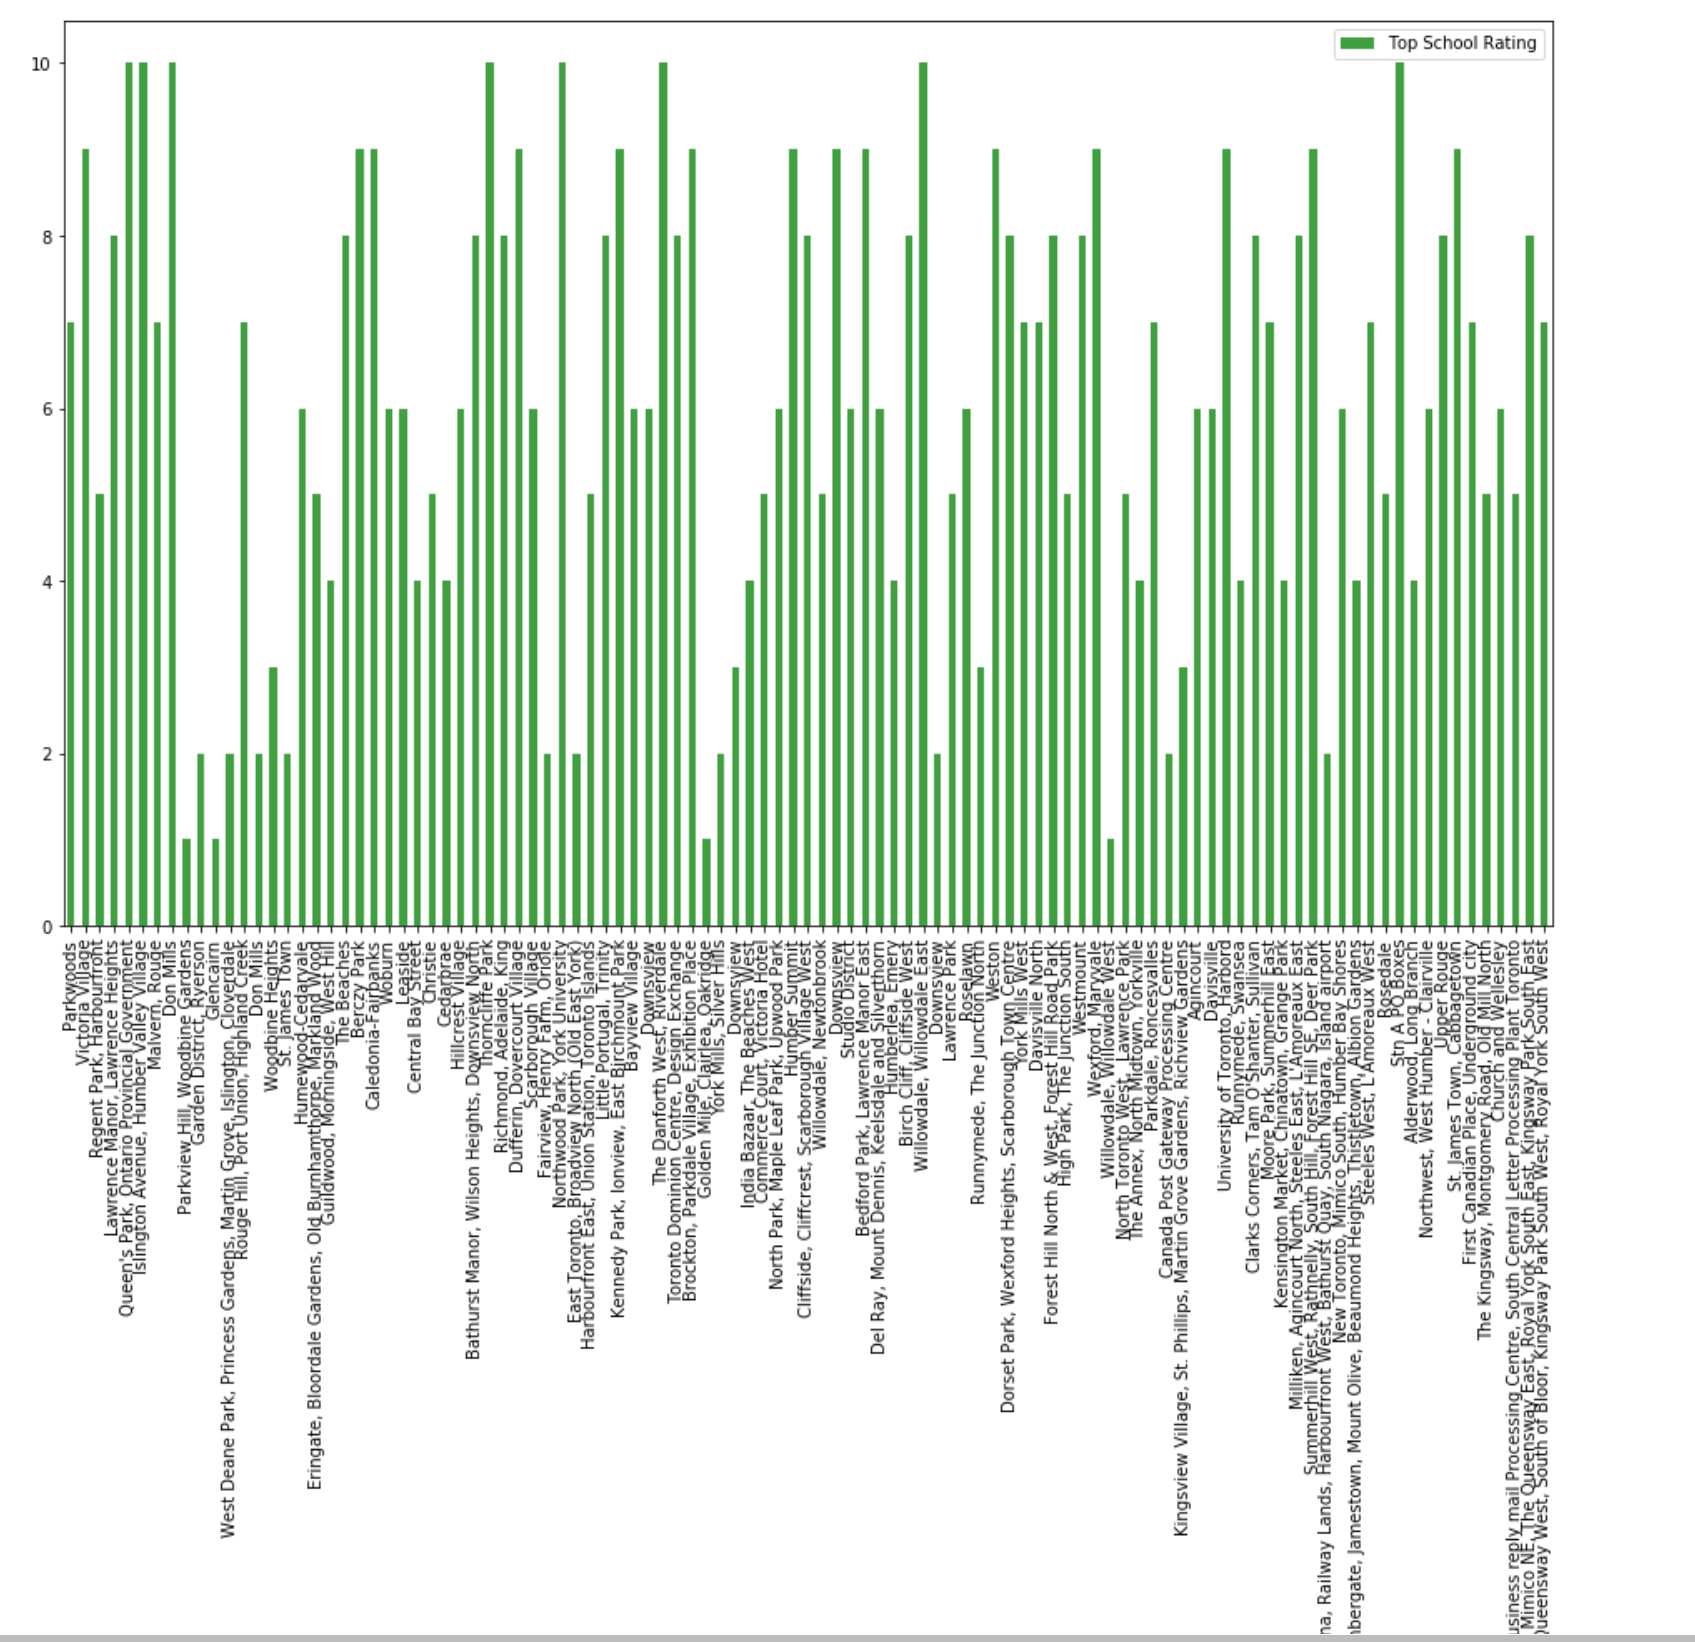 Top School Rating
10
8
6
4
2
0
Parkwoods
Victoria Village
Regent Park, Harbourfront
Lawrence Manor, Lawrence Heights
Queen's Park, Ontario Provincial Government
Islington Avenue, Humber Valley Village
Malvern, Rouge
Don Mills
Parkview Hill, Woodbine Gardens
Garden District, Ryerson
Glencairn
West Deane Park, Princess Gardens, Martin Grove, Islington, Cloverdale
Rouge Hill, Port Union, Highland Creek
Don Mills
Woodbine Heights
St. James Town
Humewood-Cedarvale
Eringate, Bloordale Gardens, Old Burnhamthorpe, Markland Wood
Guildwood, Morningside, West Hill
The Beaches
Berczy Park
Caledonia-Fairbanks
Woburn
Leaside
Central Bay Street
Christie
Cedarbrae
Hillcrest Village
Bathurst Manor, Wilson Heights, Downsview North
Thorncliffe Park
Richmond, Adelaide, King
Dufferin, Dovercourt Village
Scarborough Village
Fairview, Henry Farm, Oriole
Northwood Park, York University
East Toronto, Broadview North (Old East York)
Harbourfront East, Union Station, Toronto Islands
Little Portugal, Trinity
Kennedy Park, Ionview, East Birchmount Park
Bayview Village
Downsview
The Danforth West, Riverdale
Toronto Dominion Centre, Design Exchange
Brockton, Parkdale Village, Exhibition Place
Golden Mile, Clairlea, Oakridge
York Mills, Silver Hills
Downsview
India Bazaar, The Beaches West
Commerce Court, Victoria Hotel
North Park, Maple Leaf Park, Upwood Park
Humber Summit
Cliffside, Cliffcrest, Scarborough Village West
Willowdale, Newtonbrook
Downsview
Studio District
Bedford Park, Lawrence Manor East
Del Ray, Mount Dennis, Keelsdale and Silverthorn
Humberlea, Emery
Birch Cliff, Cliffside West
Willowdale, Willowdale East
Downsview
Lawrence Park
Roselawn
Runnymede, The Junction North
Weston
Dorset Park, Wexford Heights, Scarborough Town Centre
York Mills West
Davisville North
Forest Hill North & West, Forest Hill Road Park
High Park, The Junction South
Westmount
Wexford, Maryvale
Willowdale, Willowdale West
North Toronto West, Lawrence Park
The Annex, North Midtown, Yorkville
Parkdale, Roncesvalles
Canada Post Gateway Processing Centre
Kingsview Village, St. Phillips, Martin Grove Gardens, Richview Gardens
Agincourt
Davisville
University of Toronto, Harbord
Runnymede, Swansea
Clarks Corners, Tam O'Shanter, Sullivan
Moore Park, Summerhill East
Kensington Market, Chinatown, Grange Park
Milliken, Agincourt North, Steeles East, L'Amoreaux East
Summerhill West, Rathnelly, South Hill, Forest Hill SE, Deer Park
na, Railway Lands, Harbourfront West, Bathurst Quay, South Niagara, Island airport
New Toronto, Mimico South, Humber Bay Shores
mbergate, Jamestown, Mount Olive, Beaumond Heights, Thistletown, Albion Gardens
Steeles West, L'Amoreaux West
Rosedale
Stn A PO Boxes
Alderwood, Long Branch
Northwest, West Humber - Clairville
Upper Rouge
St. James Town, Cabbagetown
First Canadian Place, Underground city
The Kingsway, Montgomery Road, Old Mill North
Church and Wellesley
usiness reply mail Processing Centre, South Central Letter Processing Plant Toronto
Mimico NE, The Queensway East, Royal York South East, Kingsway Park South East
Queensway West, South of Bloor, Kingsway Park South West, Royal York South West